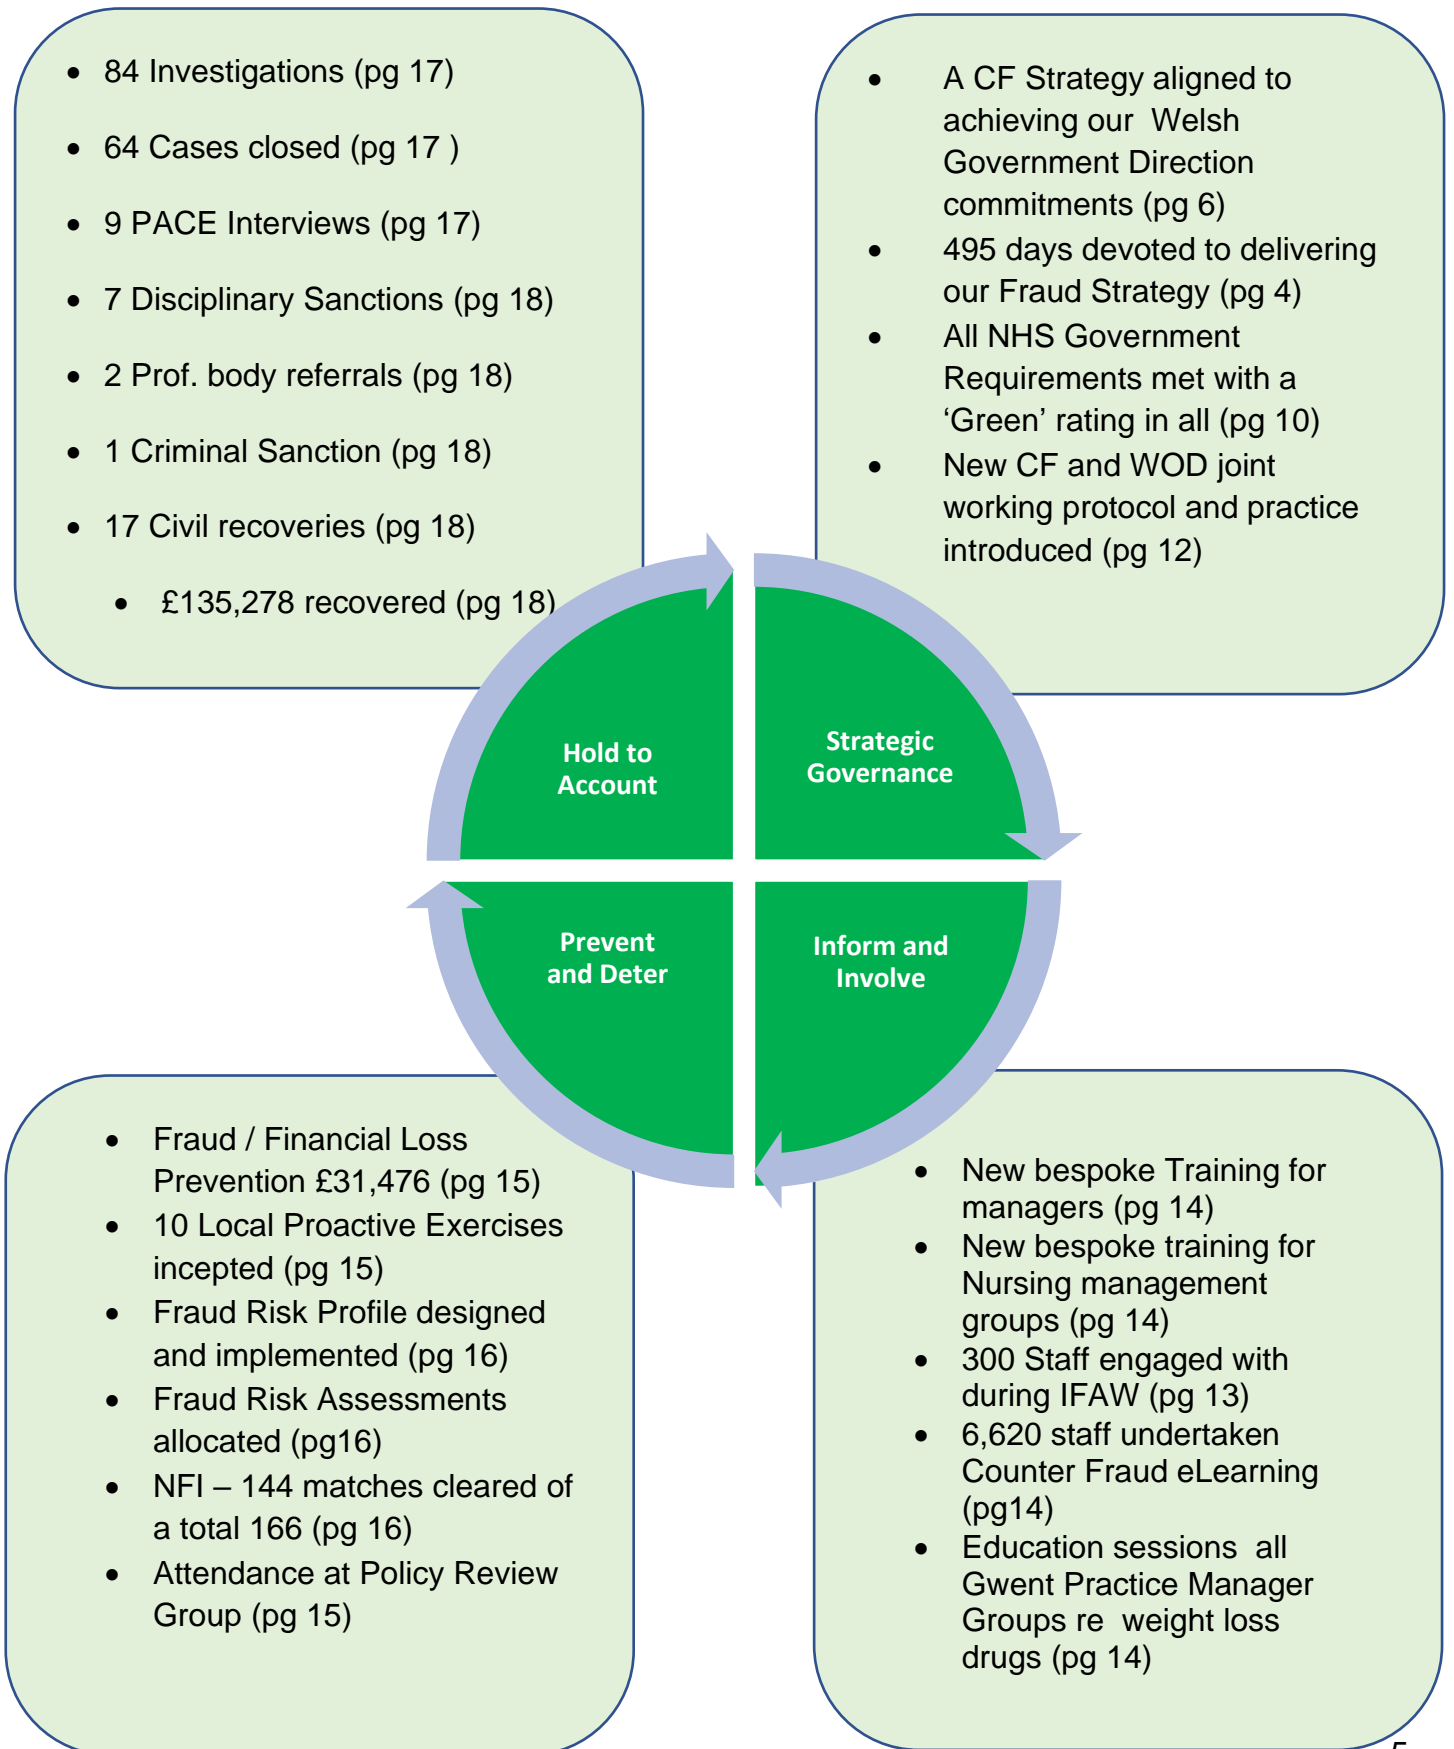 • 84 Investigations (pg 17)
• 64 Cases closed (pg 17 )
• 9 PACE Interviews (pg 17)
• 7 Disciplinary Sanctions (pg 18)
• 2 Prof. body referrals (pg 18)
• 1 Criminal Sanction (pg 18)
• 17 Civil recoveries (pg 18)
• £135,278 recovered (pg 18)
• A CF Strategy aligned to
achieving our  Welsh
Government Direction
commitments (pg 6)
• 495 days devoted to delivering
our Fraud Strategy (pg 4)
• All NHS Government
Requirements met with a
‘Green’ rating in all (pg 10)
• New CF and WOD joint
working protocol and practice
introduced (pg 12)
Hold to
Account
Strategic
Governance
Prevent
and Deter
Inform and
Involve
• Fraud / Financial Loss
Prevention £31,476 (pg 15)
• 10 Local Proactive Exercises
incepted (pg 15)
• Fraud Risk Profile designed
and implemented (pg 16)
• Fraud Risk Assessments
allocated (pg16)
• NFI – 144 matches cleared of
a total 166 (pg 16)
• Attendance at Policy Review
Group (pg 15)
• New bespoke Training for
managers (pg 14)
• New bespoke training for
Nursing management
groups (pg 14)
• 300 Staff engaged with
during IFAW (pg 13)
• 6,620 staff undertaken
Counter Fraud eLearning
(pg14)
• Education sessions  all
Gwent Practice Manager
Groups re  weight loss
drugs (pg 14)